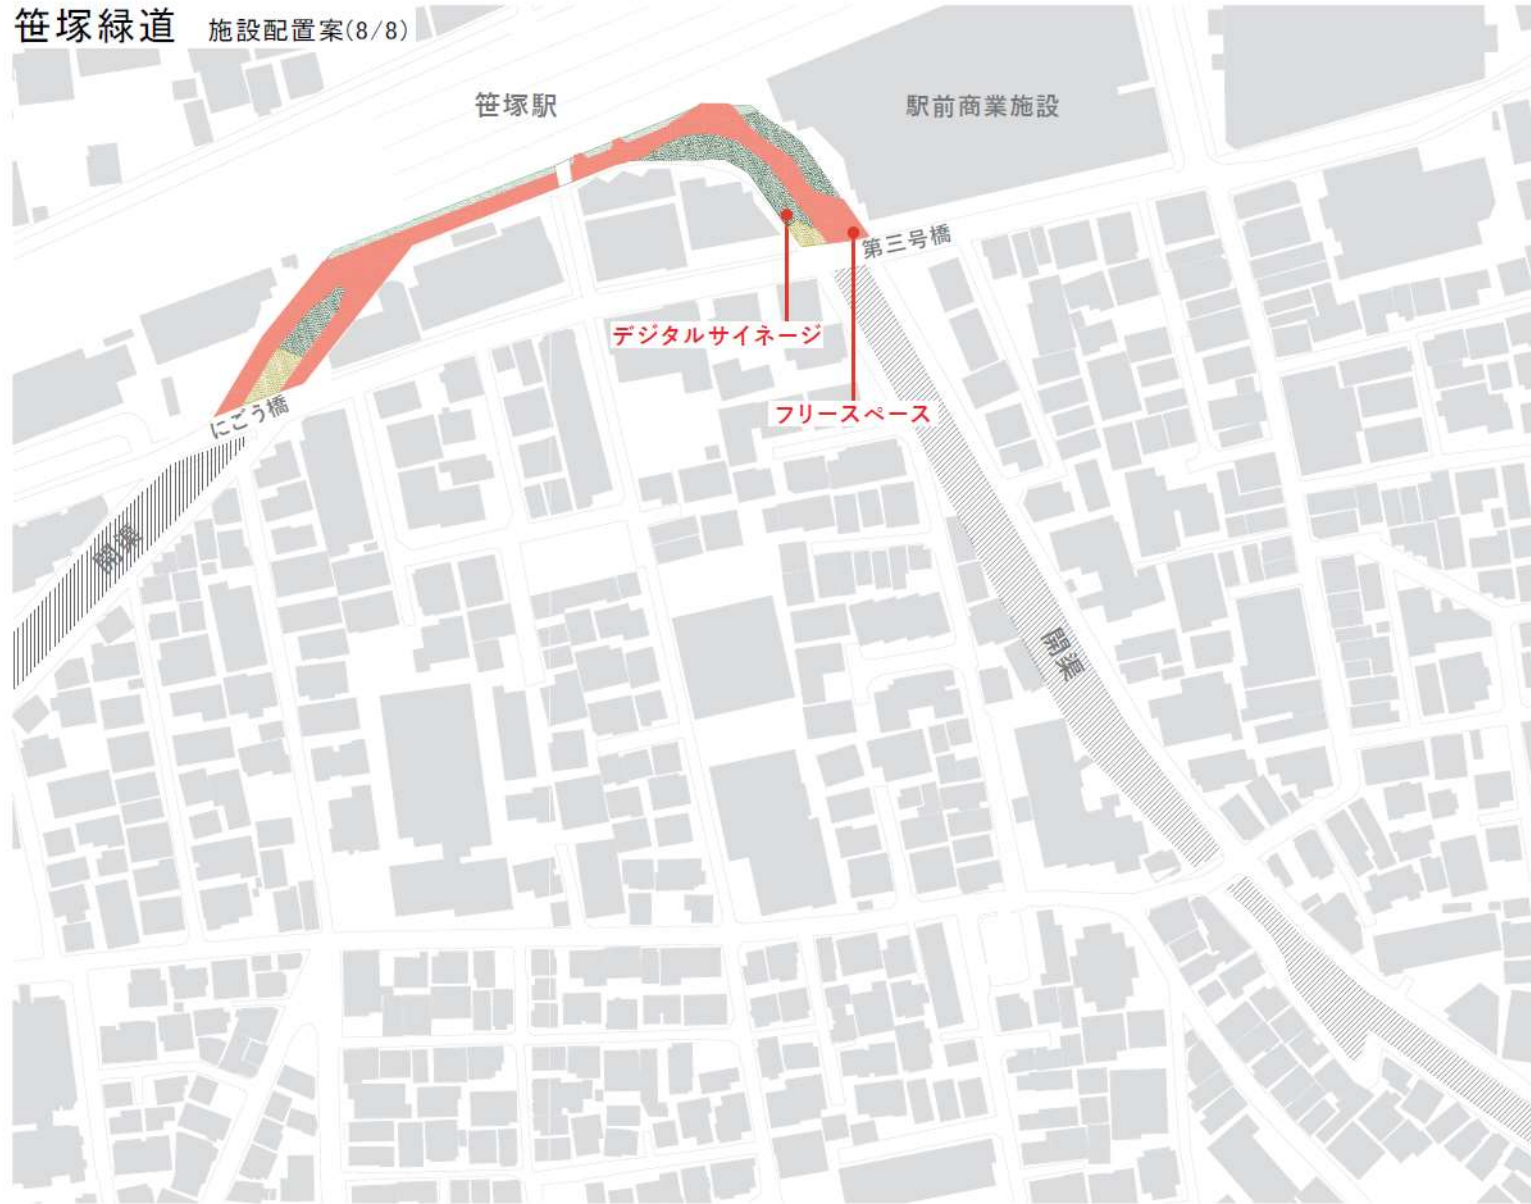 笹塚緑道 施設配置案(8/8)
笹塚駅
駅前商業施設
第三号橋
デジタルサイネージ
フリースペース
にごう橋
開渠
開渠